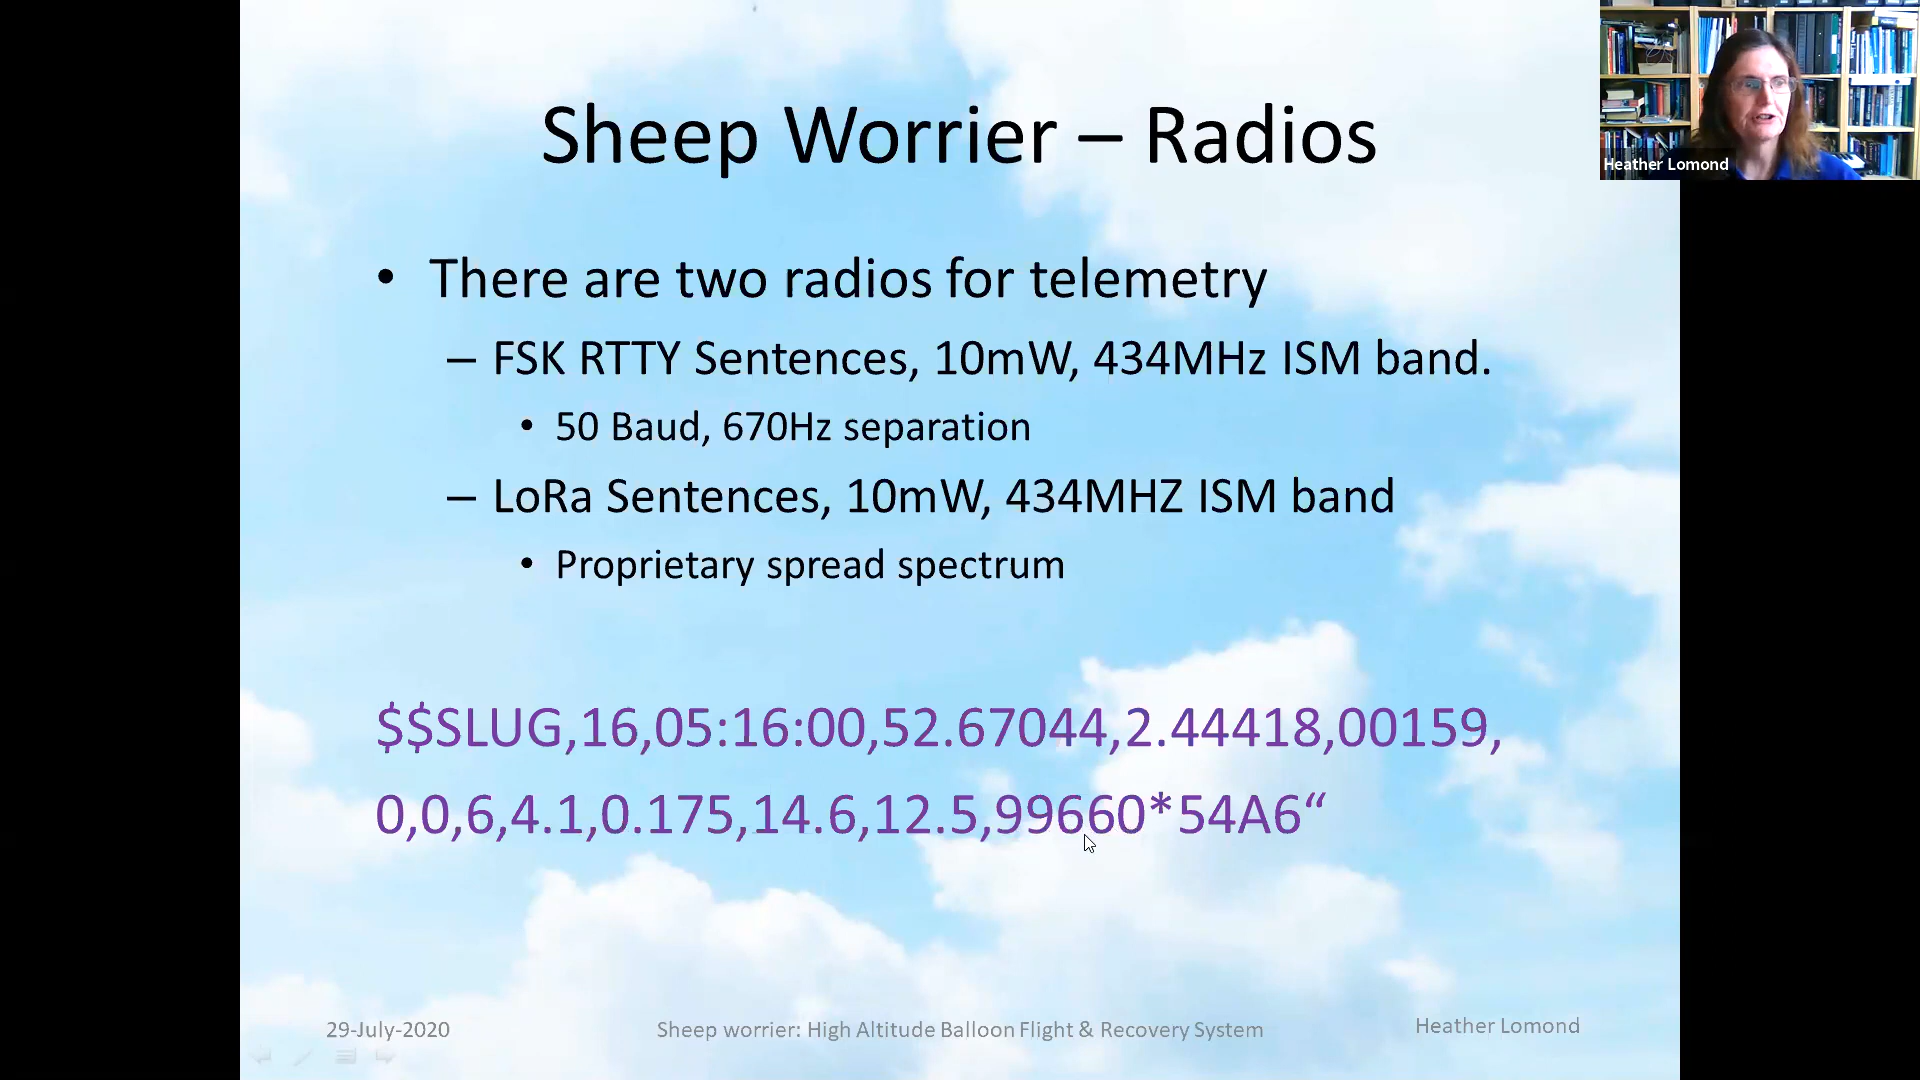 Sheep Worrier – Radios
Heather Lomond
• There are two radios for telemetry
– FSK RTTY Sentences, 10mW, 434MHz ISM band.
• 50 Baud, 670Hz separation
– LoRa Sentences, 10mW, 434MHZ ISM band
• Proprietary spread spectrum
$$SLUG,16,05:16:00,52.67044,2.44418,00159,
0,0,6,4.1,0.175,14.6,12.5,99660*54A6“
29-July-2020
Sheep worrier: High Altitude Balloon Flight & Recovery System
Heather Lomond